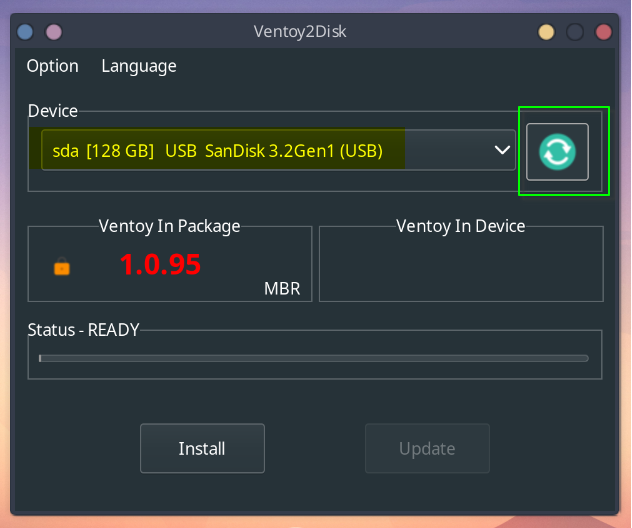 Ventoy2Disk
Option Language
Device
sda [128 GB] USB SanDisk 3.2Gen1 (USB)
Ventoy In Package
1.0.95
MBR
Ventoy In Device
Status - READY
Install Update